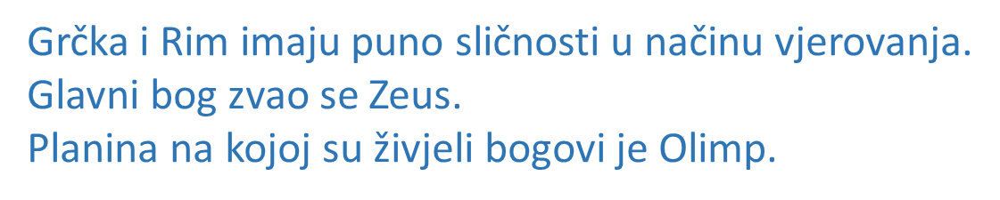 Grčka i Rim imaju puno sličnosti u načinu vjerovanja.
Glavni bog zvao se Zeus.
Planina na kojoj su živjeli bogovi je Olimp.